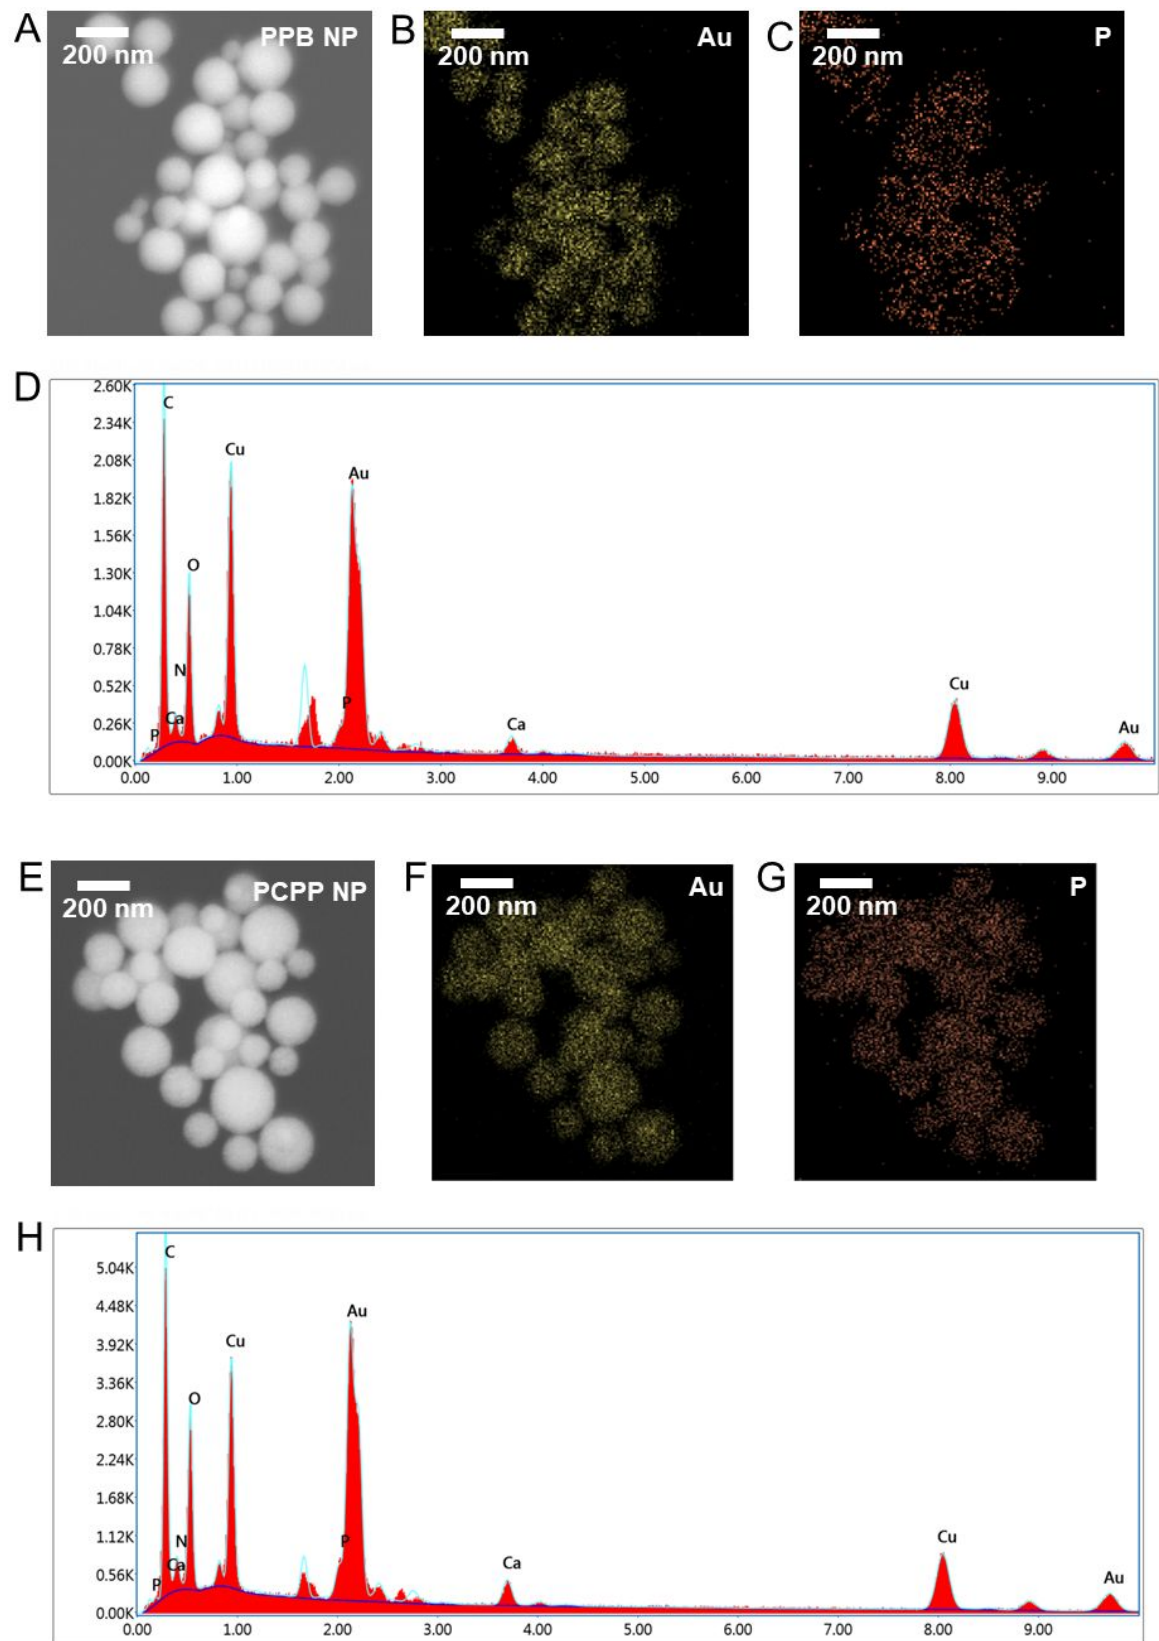 A
PPB NP
200 nm
B
Au
200 nm
C
P
200 nm
D
2.60K
2.34K
2.08K
1.82K
1.56K
1.30K
1.04K
0.78K
0.52K
0.26K
0.00K
C
Cu
Au
O
N
Ca
P
P
Ca
Cu
Au
0.00 1.00 2.00 3.00 4.00 5.00 6.00 7.00 8.00 9.00
E
PCPP NP
200 nm
F
Au
200 nm
G
P
200 nm
H
5.04K
4.48K
3.92K
3.36K
2.80K
2.24K
1.68K
1.12K
0.56K
0.00K
C
Au
Cu
O
N
Ca
P
P
Ca
Cu
Au
0.00 1.00 2.00 3.00 4.00 5.00 6.00 7.00 8.00 9.00